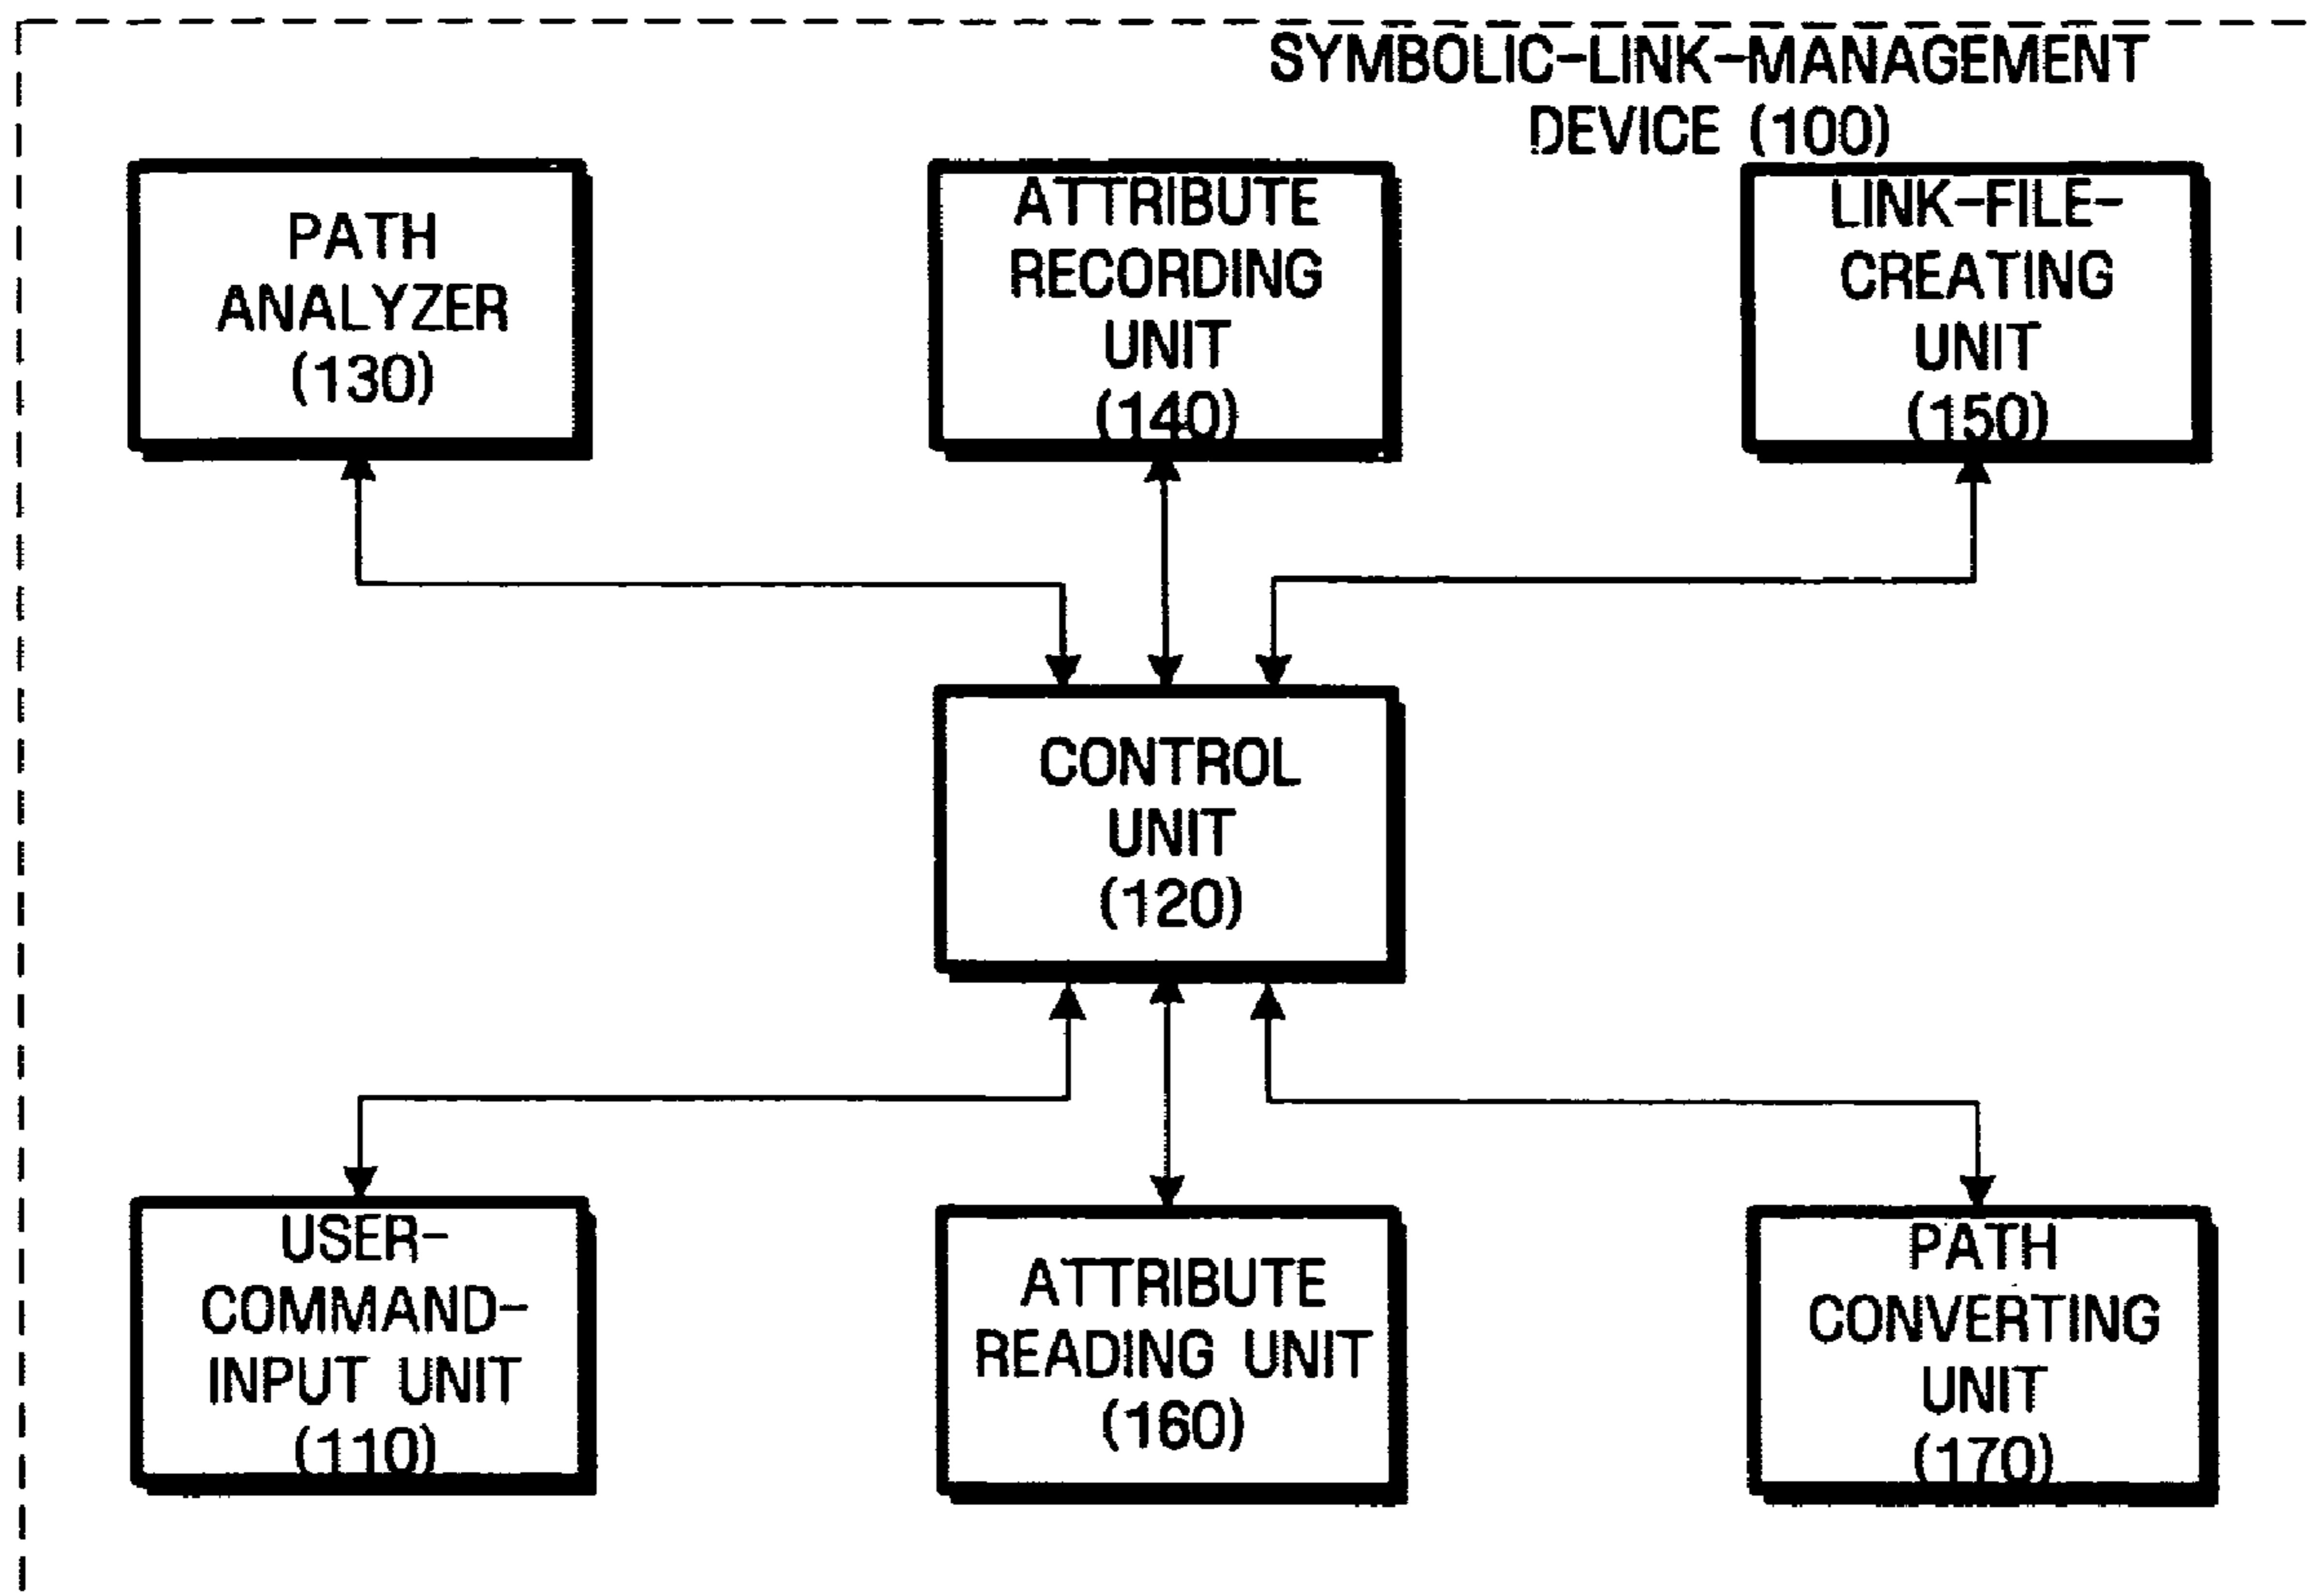 SYMBOLIC-LINK-MANAGEMENT
DEVICE (100)
PATH
ANALYZER
(130)
ATTRIBUTE
RECORDING
UNIT
(140)
LINK-FILE-
CREATING
UNIT
(150)
CONTROL
UNIT
(120)
USER-
COMMAND-
INPUT UNIT
(110)
ATTRIBUTE
READING UNIT
(160)
PATH
CONVERTING
UNIT
(170)